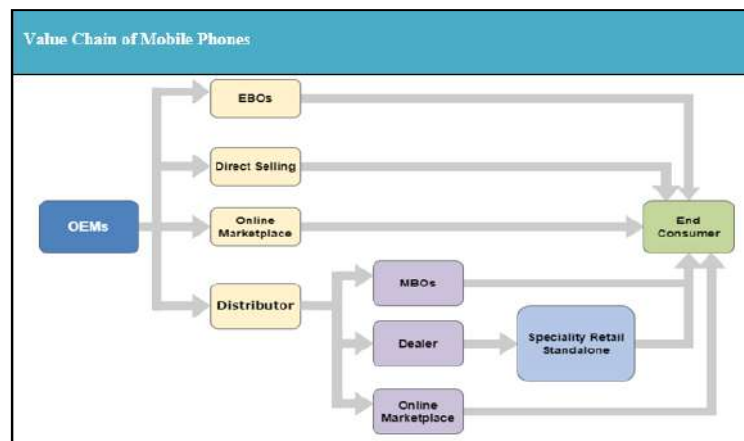 Value Chain of Mobile Phones
EBOs
Direct Selling
OEMs
Online
Marketplace
End
Consumer
Distributor
MBOs
Dealer
Speciality Retail
Standalone
Online
Marketplace